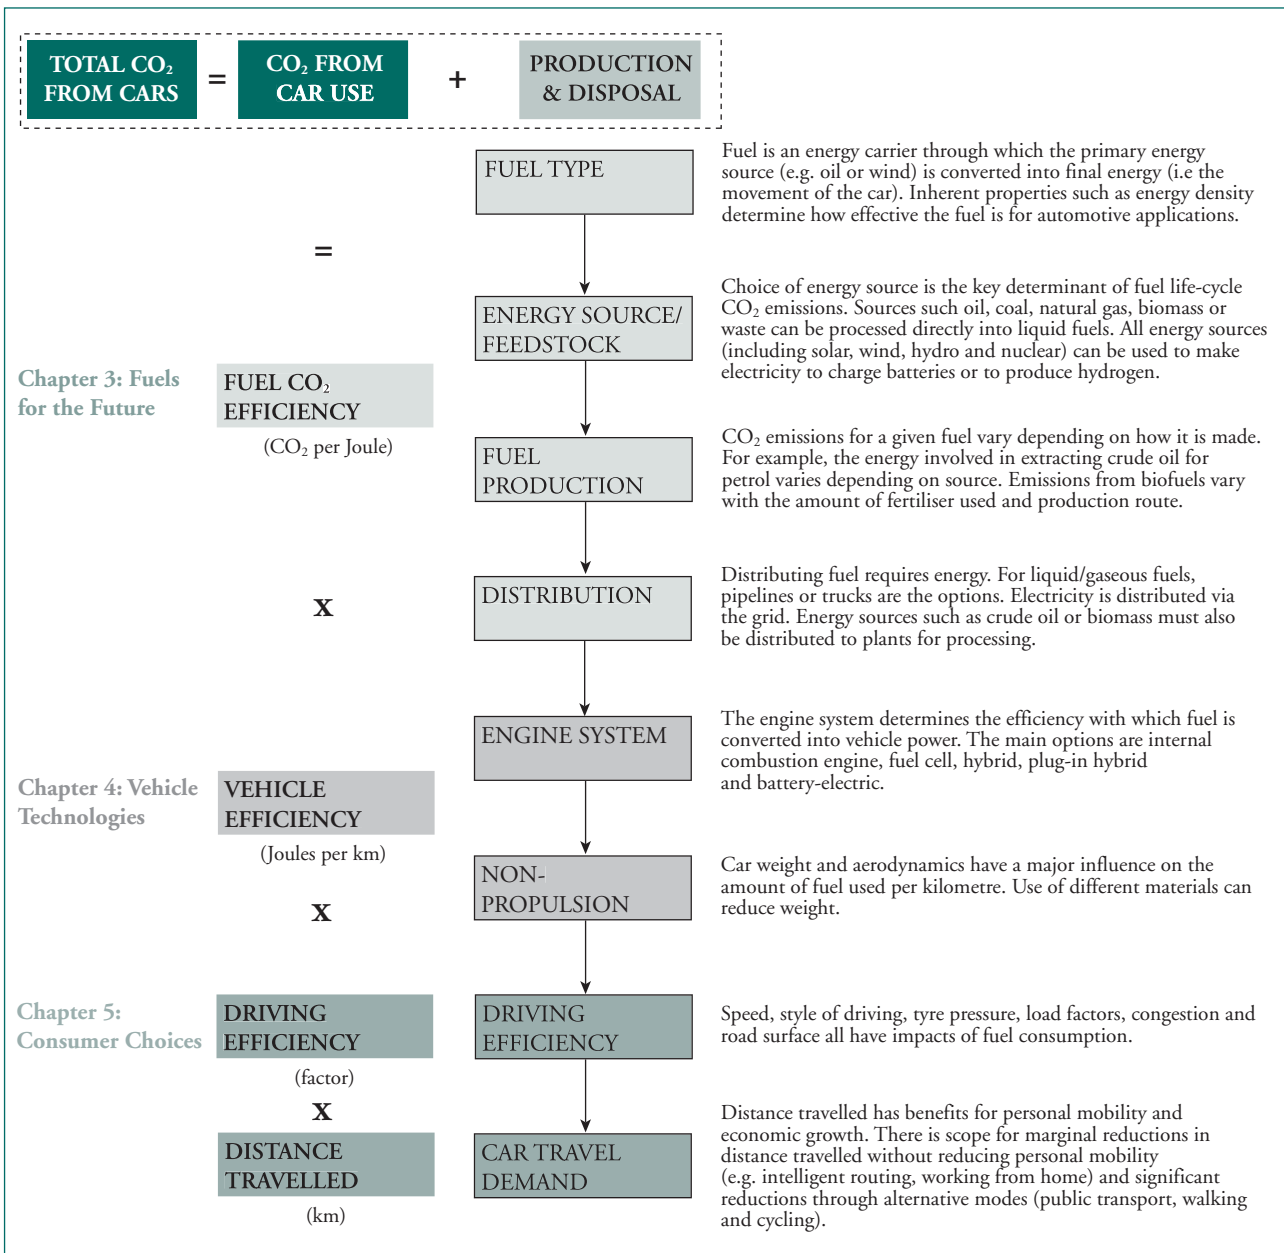 TOTAL CO₂
FROM CARS
=
CO₂ FROM
CAR USE
+
PRODUCTION
& DISPOSAL
FUEL TYPE
Fuel is an energy carrier through which the primary energy
source (e.g. oil or wind) is converted into final energy (i.e the
movement of the car). Inherent properties such as energy density
determine how effective the fuel is for automotive applications.
=
ENERGY SOURCE/
FEEDSTOCK
Choice of energy source is the key determinant of fuel life-cycle
CO₂ emissions. Sources such oil, coal, natural gas, biomass or
waste can be processed directly into liquid fuels. All energy sources
(including solar, wind, hydro and nuclear) can be used to make
electricity to charge batteries or to produce hydrogen.
Chapter 3: Fuels
for the Future
FUEL CO₂
EFFICIENCY
(CO₂ per Joule)
FUEL
PRODUCTION
CO₂ emissions for a given fuel vary depending on how it is made.
For example, the energy involved in extracting crude oil for
petrol varies depending on source. Emissions from biofuels vary
with the amount of fertiliser used and production route.
X
DISTRIBUTION
Distributing fuel requires energy. For liquid/gaseous fuels,
pipelines or trucks are the options. Electricity is distributed via
the grid. Energy sources such as crude oil or biomass must also
be distributed to plants for processing.
ENGINE SYSTEM
The engine system determines the efficiency with which fuel is
converted into vehicle power. The main options are internal
combustion engine, fuel cell, hybrid, plug-in hybrid
and battery-electric.
Chapter 4: Vehicle
Technologies
VEHICLE
EFFICIENCY
(Joules per km)
NON-
PROPULSION
Car weight and aerodynamics have a major influence on the
amount of fuel used per kilometre. Use of different materials can
reduce weight.
X
Chapter 5:
Consumer Choices
DRIVING
EFFICIENCY
(factor)
DRIVING
EFFICIENCY
Speed, style of driving, tyre pressure, load factors, congestion and
road surface all have impacts of fuel consumption.
X
DISTANCE
TRAVELLED
(km)
CAR TRAVEL
DEMAND
Distance travelled has benefits for personal mobility and
economic growth. There is scope for marginal reductions in
distance travelled without reducing personal mobility
(e.g. intelligent routing, working from home) and significant
reductions through alternative modes (public transport, walking
and cycling).